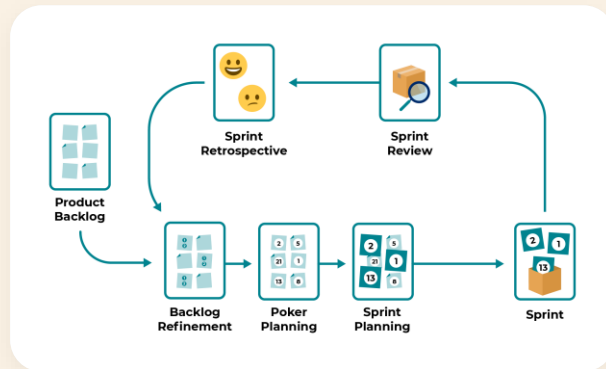 Sprint
Retrospective
Sprint
Review
Product
Backlog
2 5
21 1
13 8
2 5
21 1
13 8
2 1
13
Backlog
Refinement
Poker
Planning
Sprint
Planning
Sprint